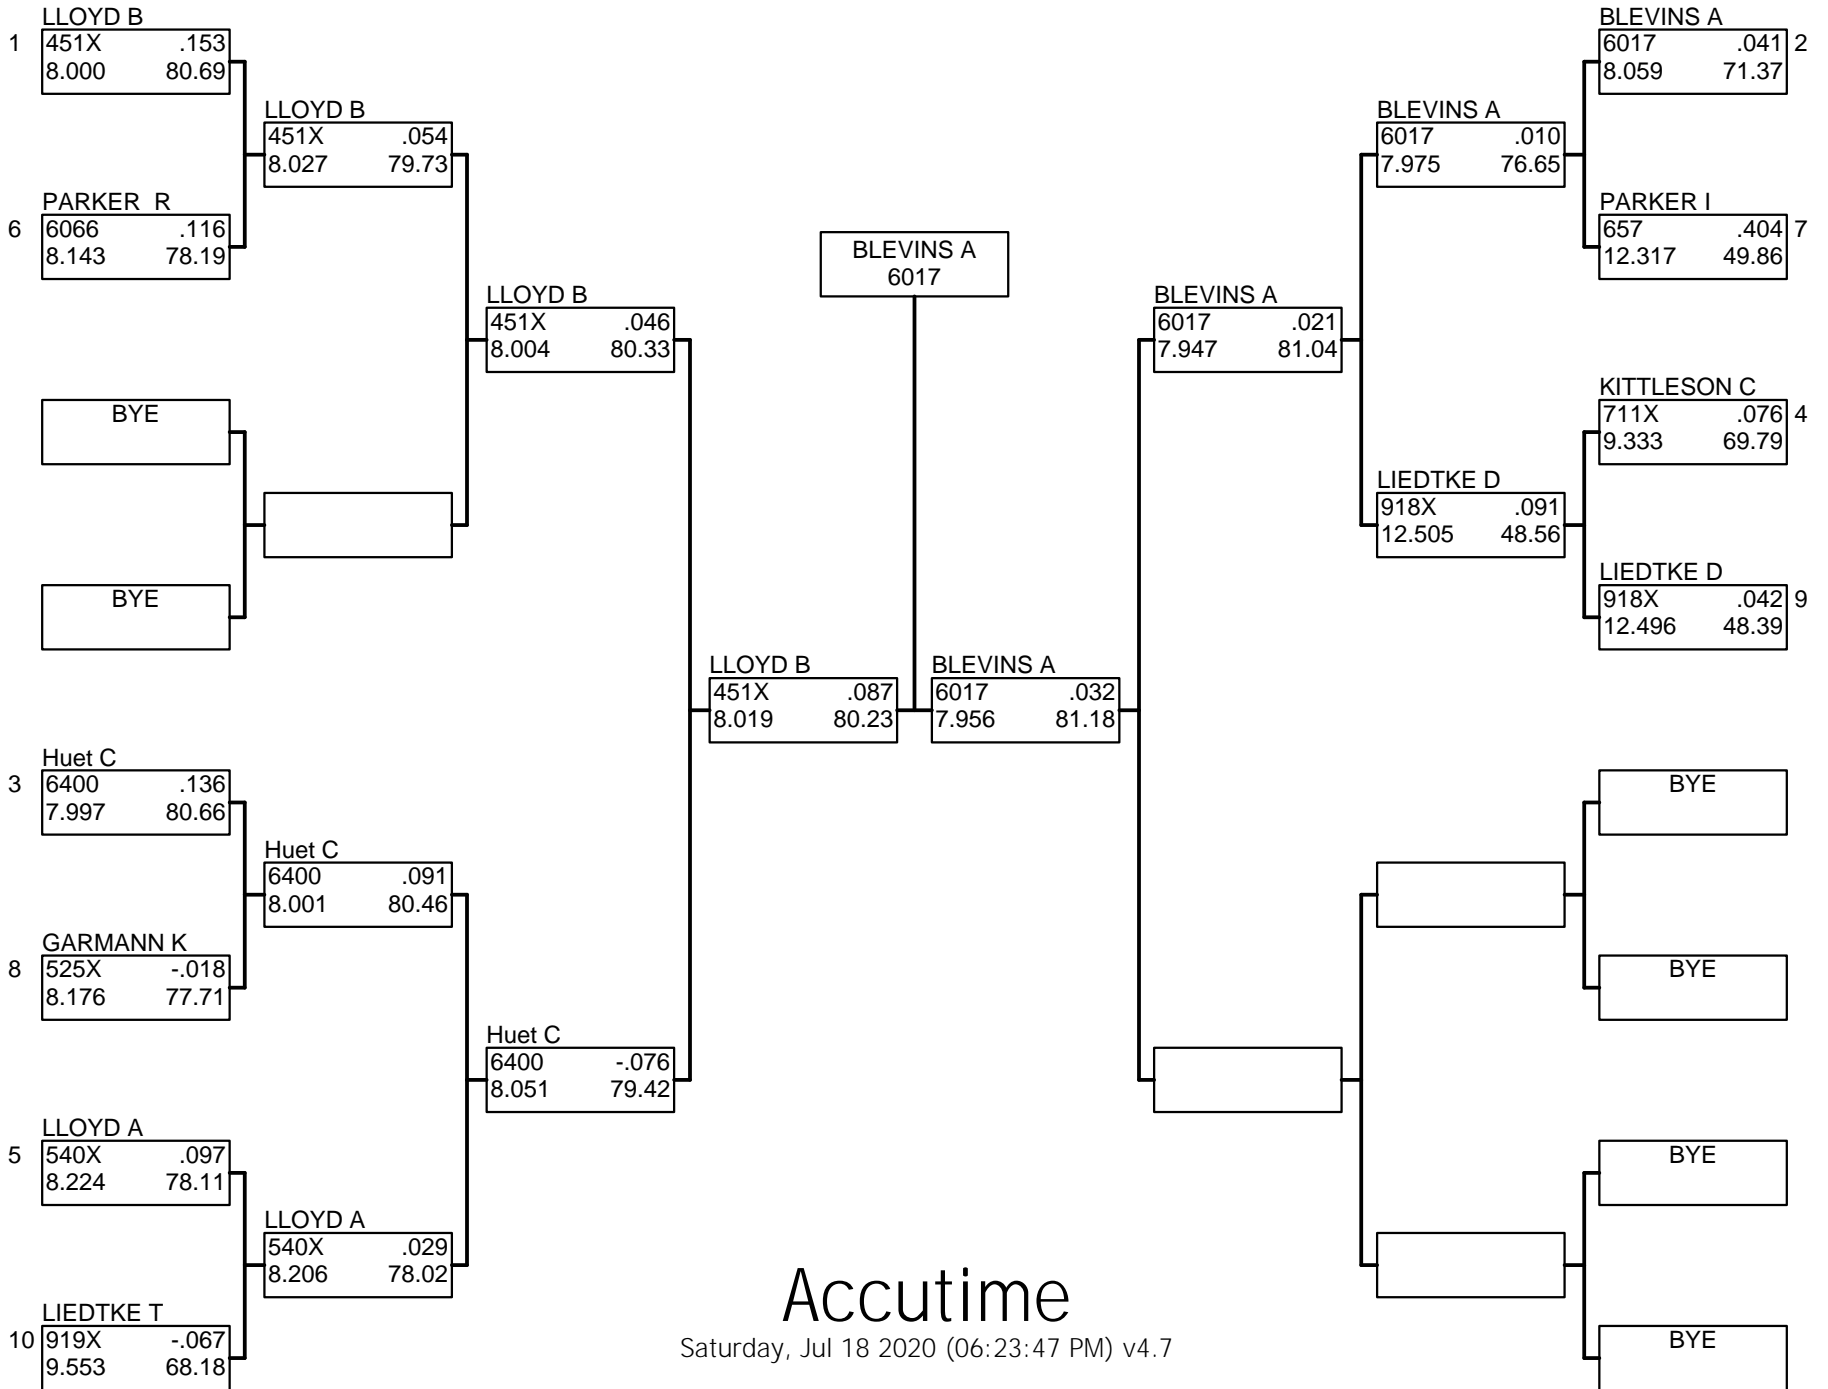 LLOYD B
1 451X .153
8.000 80.69
PARKER R
6 6066 .116
8.143 78.19
BYE
BYE
Huet C
3 6400 .136
7.997 80.66
GARMANN K
8 525X -.018
8.176 77.71
LLOYD A
5 540X .097
8.224 78.11
LIEDTKE T
10 919X -.067
9.553 68.18
LLOYD B
451X .054
8.027 79.73
Huet C
6400 .091
8.001 80.46
LLOYD A
540X .029
8.206 78.02
LLOYD B
451X .046
8.004 80.33
Huet C
6400 -.076
8.051 79.42
LLOYD B
451X .087
8.019 80.23
BLEVINS A
6017
BLEVINS A
6017 .032
7.956 81.18
BLEVINS A
6017 .021
7.947 81.04
BLEVINS A
6017 .010
7.975 76.65
LIEDTKE D
918X .091
12.505 48.56
BLEVINS A
6017 .041 2
8.059 71.37
PARKER I
657 .404 7
12.317 49.86
KITTLESON C
711X .076 4
9.333 69.79
LIEDTKE D
918X .042 9
12.496 48.39
BYE
BYE
BYE
BYE
Accutime
Saturday, Jul 18 2020 (06:23:47 PM) v4.7